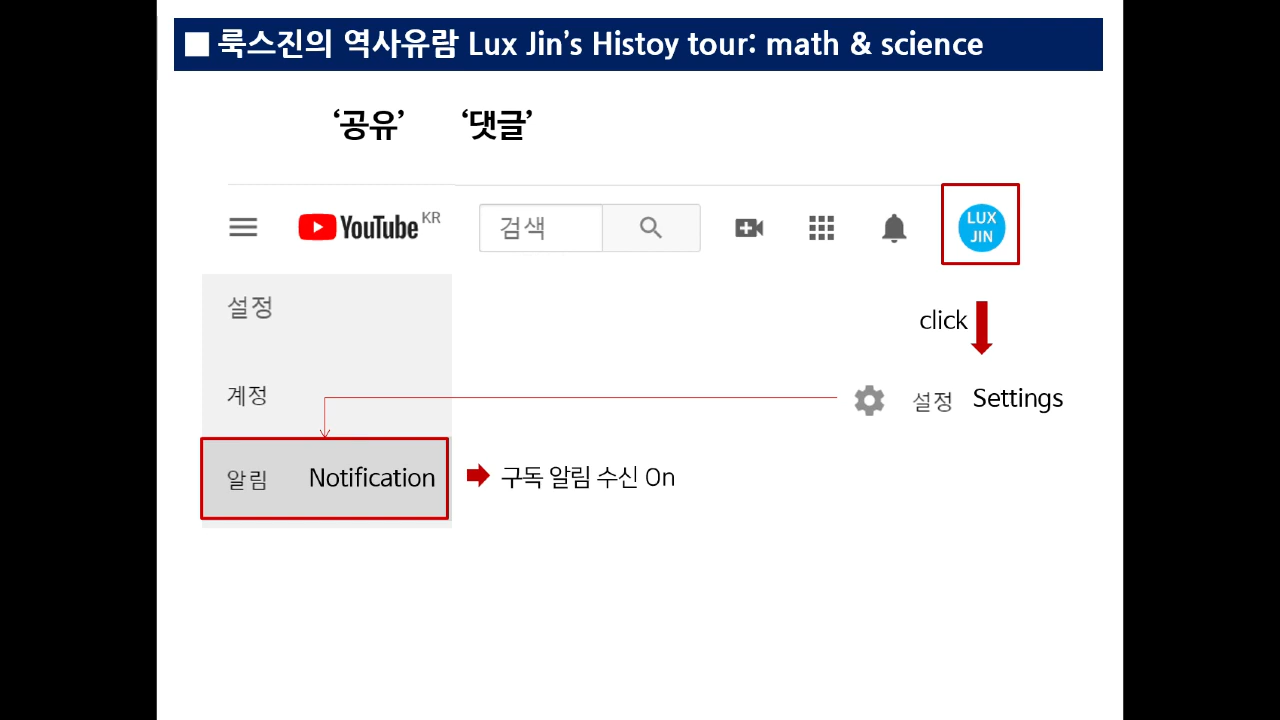 ■ 룩스진의 역사유람 Lux Jin's Histoy tour: math & science
‘공유’ ‘댓글’
YouTube KR 검색 LUX JIN
설정
click
계정
설정 Settings
알림 Notification 구독 알림 수신 On